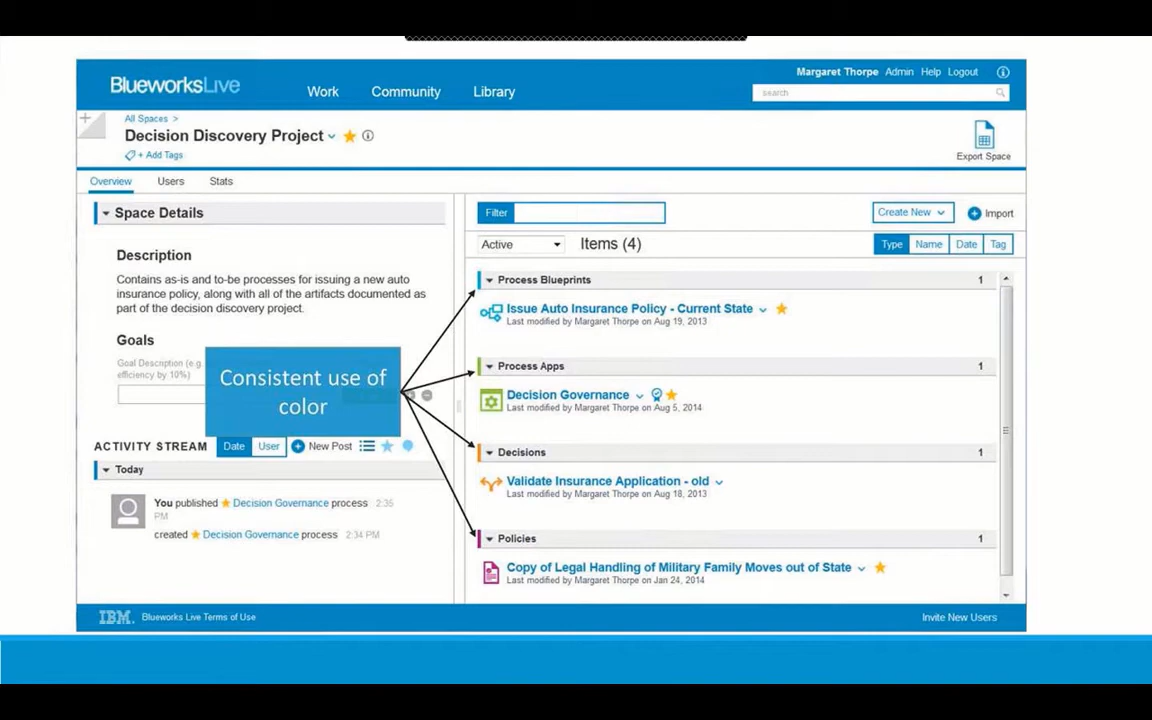 BlueworksLive
Work Community Library
Margaret Thorpe Admin Help Logout
search
All Spaces >
Decision Discovery Project
+ Add Tags
Export Space
Overview Users Stats
Space Details
Description
Contains as-is and to-be processes for issuing a new auto
insurance policy, along with all of the artifacts documented as
part of the decision discovery project.
Goals
Goal Description (e.g.
efficiency by 10%)
Consistent use of
color
ACTIVITY STREAM Date User New Post
Today
You published Decision Governance process 2:35
PM
created Decision Governance process 2:34 PM
Filter
Create New Import
Active Items (4) Type Name Date Tag
Process Blueprints 1
Issue Auto Insurance Policy - Current State
Last modified by Margaret Thorpe on Aug 19, 2013
Process Apps 1
Decision Governance
Last modified by Margaret Thorpe on Aug 5, 2014
Decisions 1
Validate Insurance Application - old
Last modified by Margaret Thorpe on Aug 18, 2013
Policies 1
Copy of Legal Handling of Military Family Moves out of State
Last modified by Margaret Thorpe on Jan 24, 2014
IBM. Blueworks Live Terms of Use Invite New Users